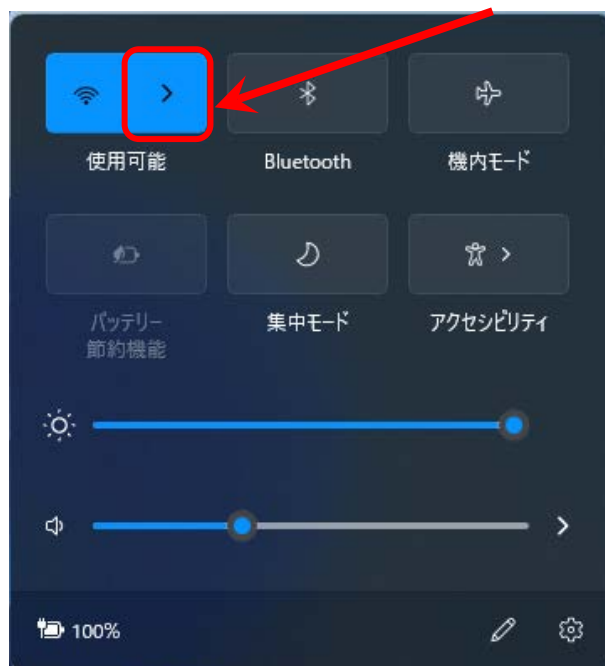 使用可能
Bluetooth
機内モード
バッテリー
節約機能
集中モード
アクセシビリティ
100%